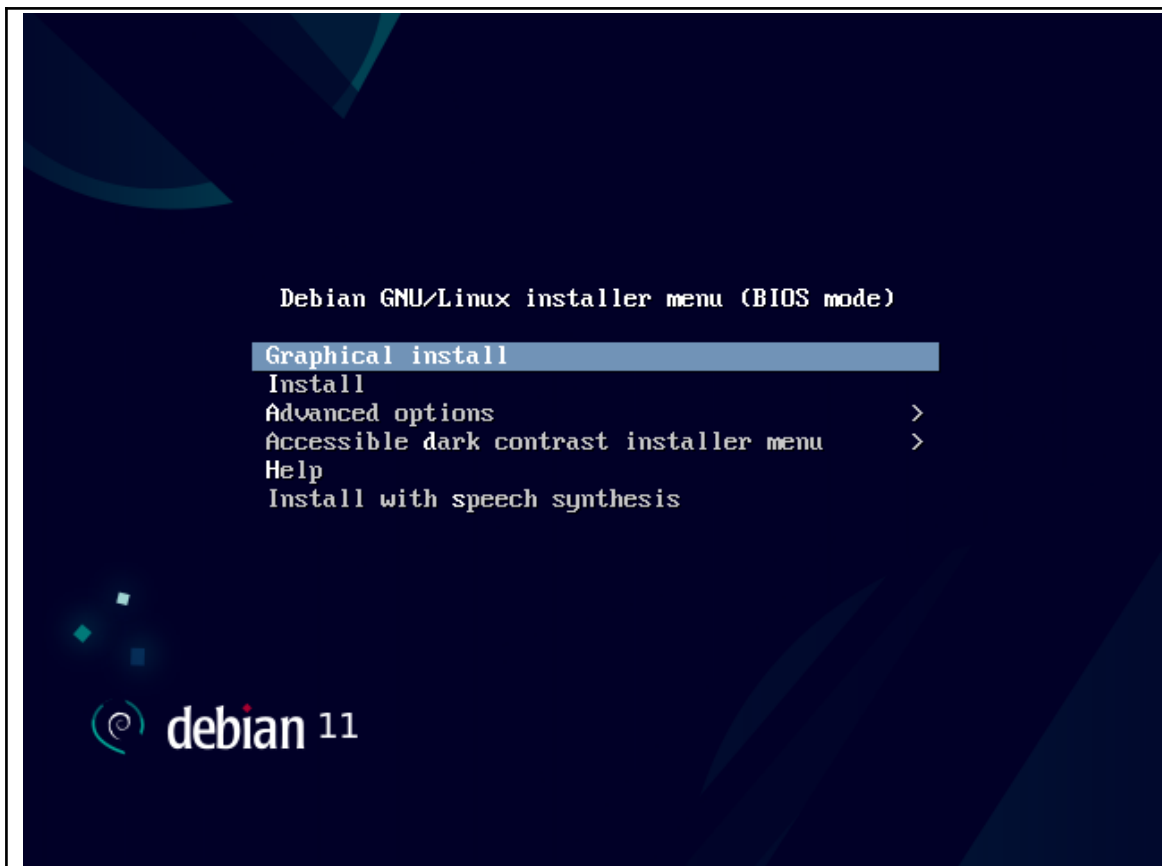 Debian GNU/Linux installer menu (BIOS mode)
Graphical install
Install
Advanced options >
Accessible dark contrast installer menu >
Help
Install with speech synthesis
debian 11